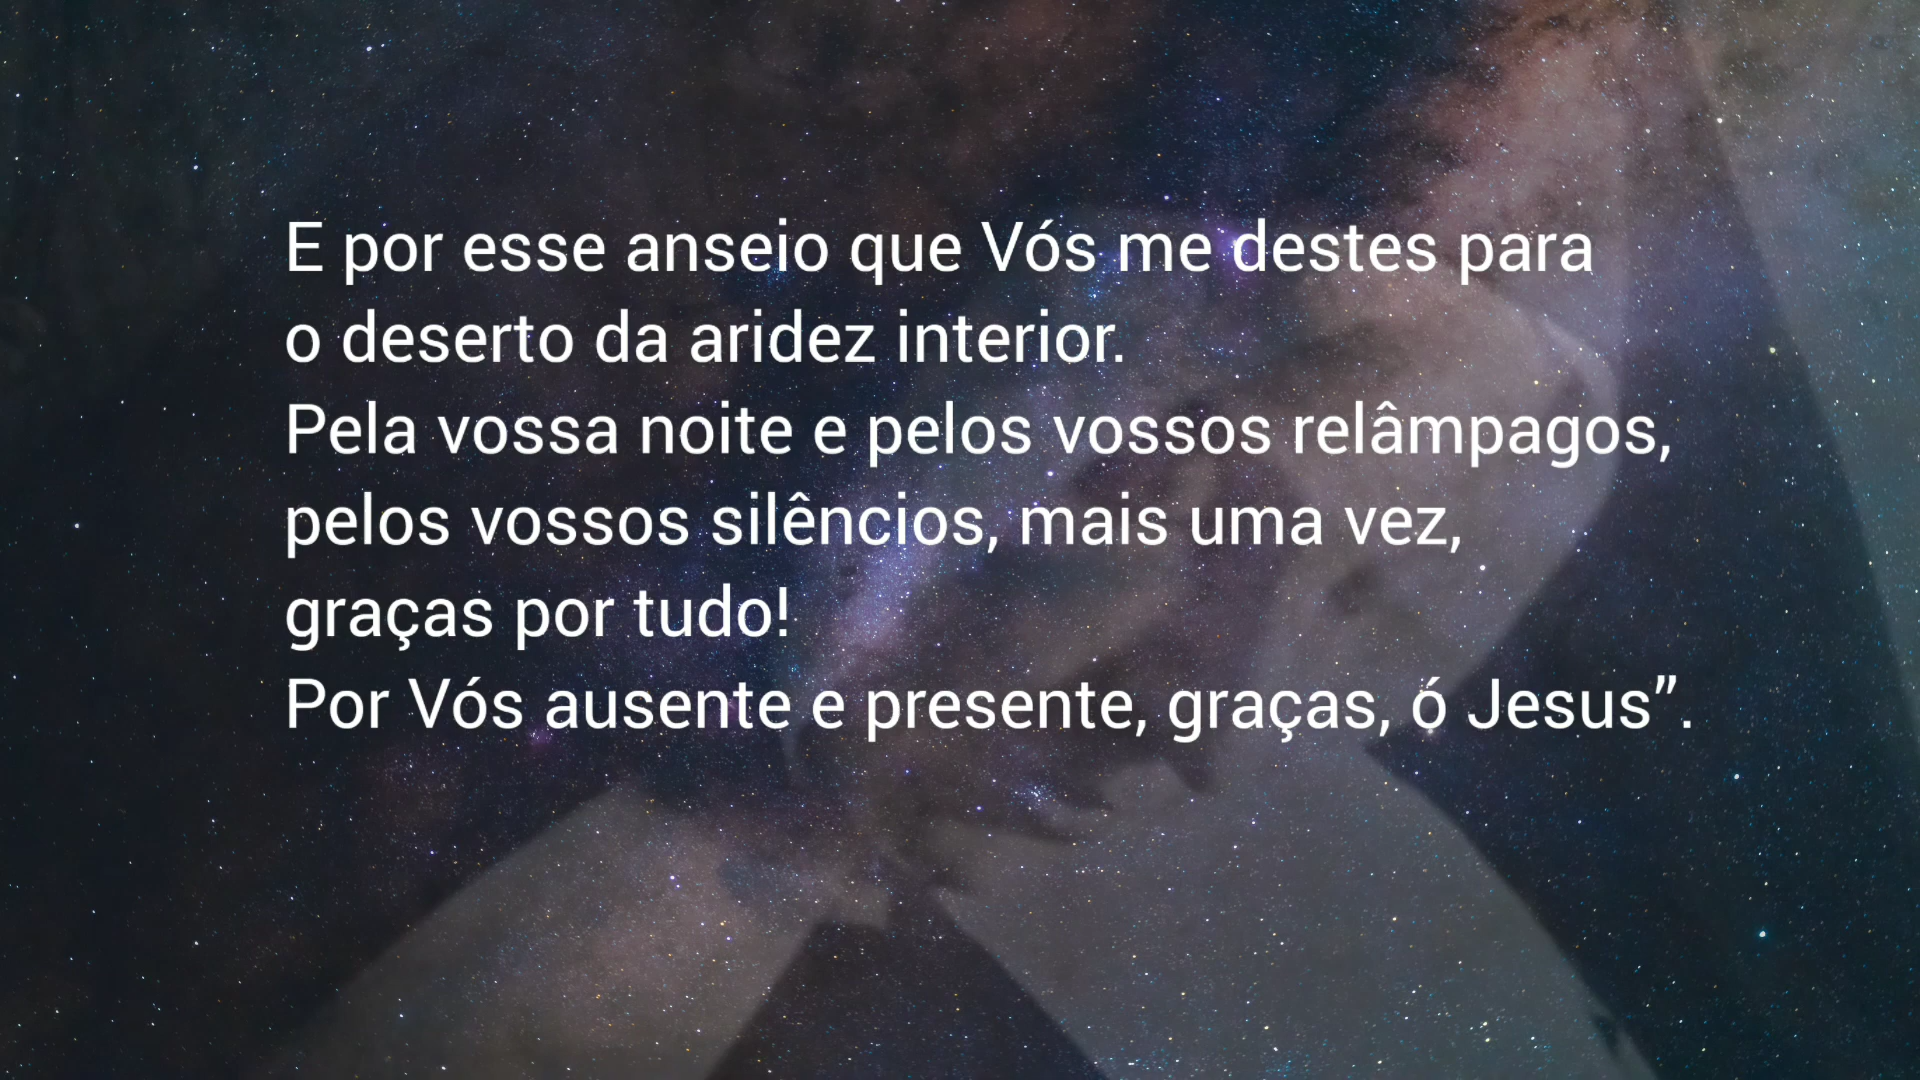 E por esse anseio que Vós me destes para
o deserto da aridez interior.
Pela vossa noite e pelos vossos relâmpagos,
pelos vossos silêncios, mais uma vez,
graças por tudo!
Por Vós ausente e presente, graças, ó Jesus”.